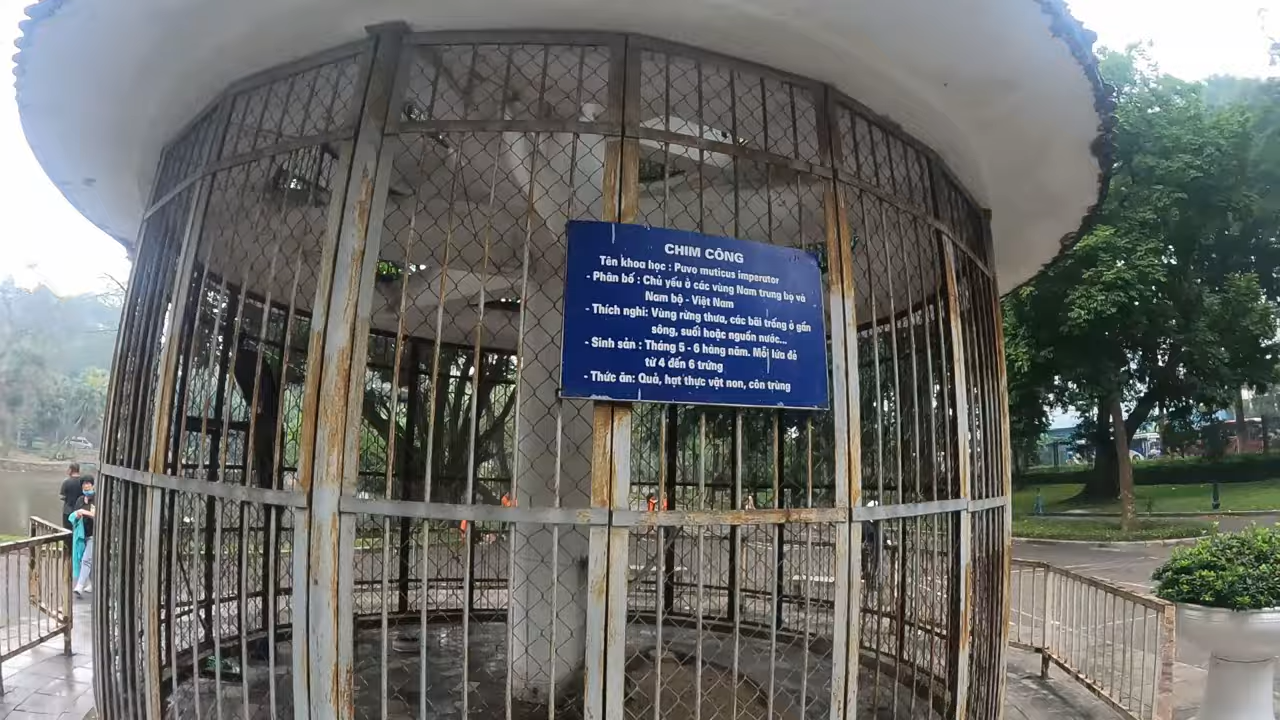 CHIM CÔNG
Tên khoa học : Pavo muticus imperator
- Phân bố : Chủ yếu ở các vùng Nam trung bộ và
Nam bộ - Việt Nam
- Thích nghi: Vùng rừng thưa, các bãi trống ở gần
sông, suối hoặc nguồn nước...
- Sinh sản : Tháng 5 - 6 hàng năm. Mỗi lứa đẻ
từ 4 đến 6 trứng
- Thức ăn: Quả, hạt thực vật non, côn trùng